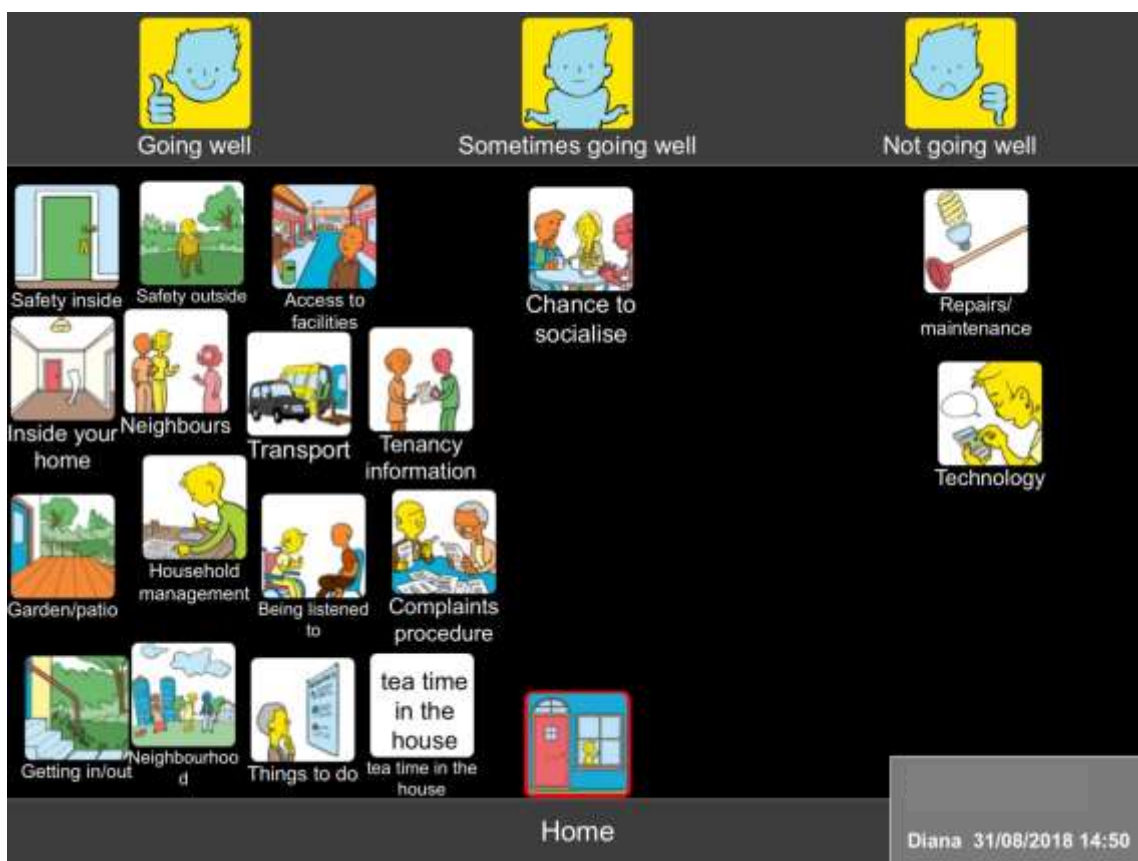 Going well
Sometimes going well
Not going well
Safety inside
Safety outside
Access to
facilities
Chance to
socialise
Repairs/
maintenance
Inside your
home
Neighbours
Transport
Tenancy
information
Technology
Garden/patio
Household
management
Being listened
to
Complaints
procedure
Getting in/out
Neighbourhoo
d
Things to do
tea time
in the
house
tea time in the
house
Home
Diana 31/08/2018 14:50